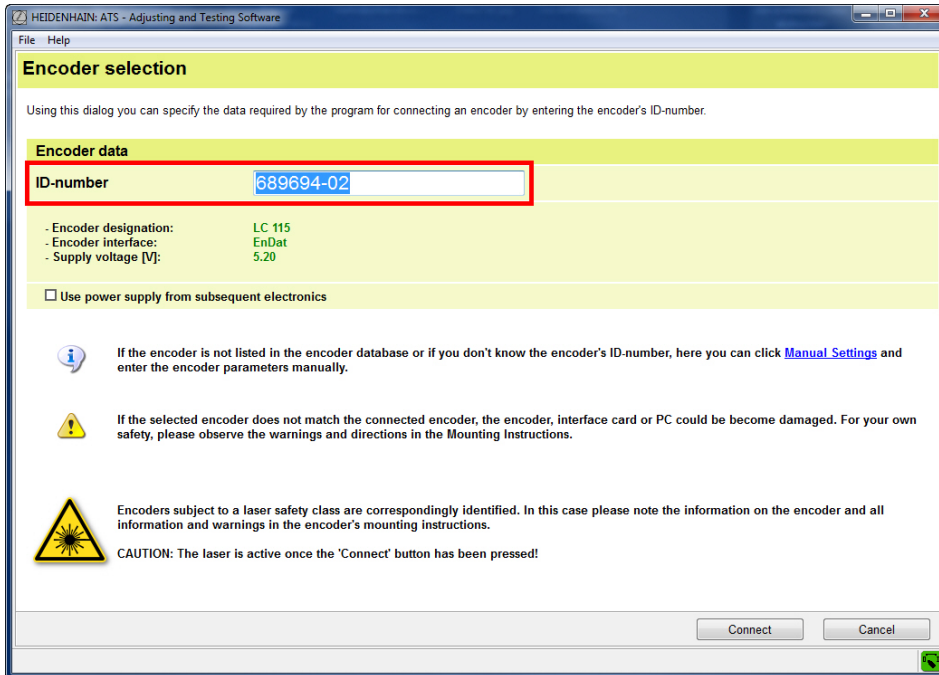 HEIDENHAIN: ATS - Adjusting and Testing Software
File Help
Encoder selection
Using this dialog you can specify the data required by the program for connecting an encoder by entering the encoder's ID-number.
Encoder data
ID-number 689694-02
- Encoder designation: LC 115
- Encoder interface: EnDat
- Supply voltage [V]: 5.20
Use power supply from subsequent electronics
If the encoder is not listed in the encoder database or if you don't know the encoder's ID-number, here you can click Manual Settings and
enter the encoder parameters manually.
If the selected encoder does not match the connected encoder, the encoder, interface card or PC could be become damaged. For your own
safety, please observe the warnings and directions in the Mounting Instructions.
Encoders subject to a laser safety class are correspondingly identified. In this case please note the information on the encoder and all
information and warnings in the encoder's mounting instructions.
CAUTION: The laser is active once the 'Connect' button has been pressed!
Connect Cancel